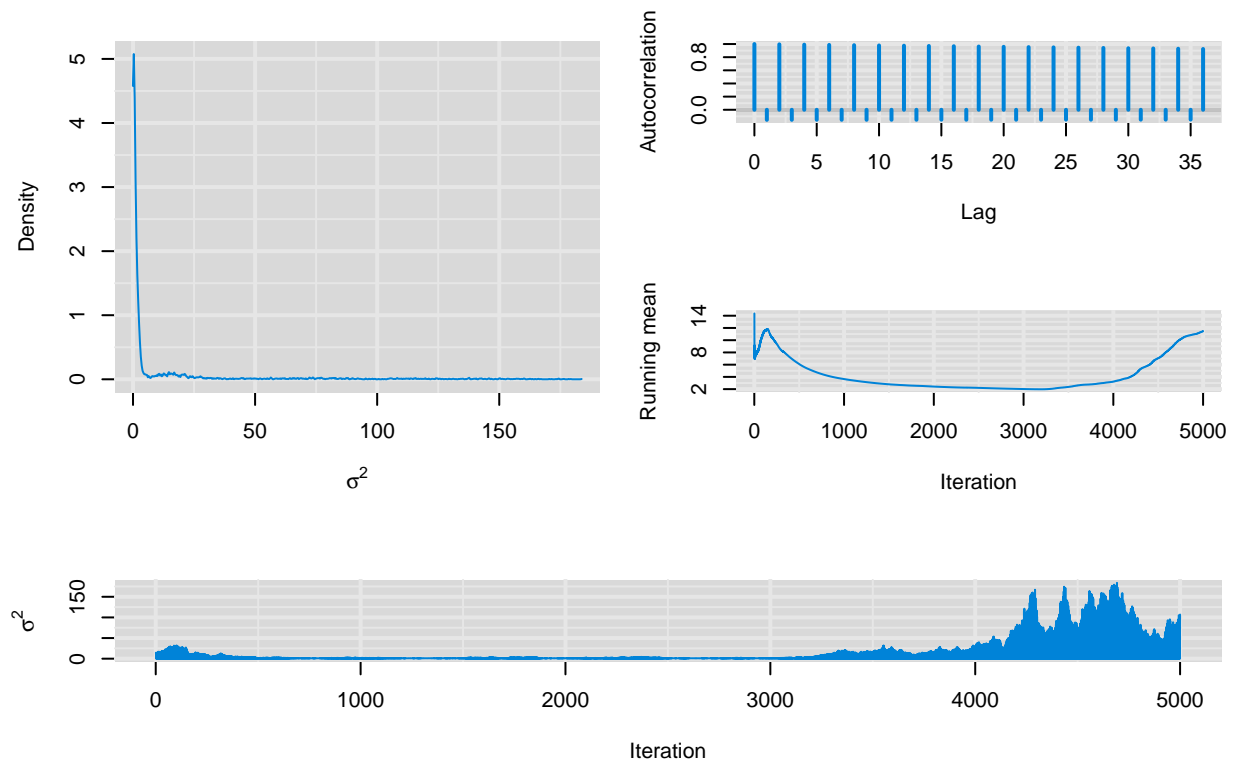 Density
5
4
3
2
1
0
0 50 100 150
σ²
Autocorrelation
0.8
0.0
0 5 10 15 20 25 30 35
Lag
Running mean
14
8
2
0 1000 2000 3000 4000 5000
Iteration
σ²
150
0
0 1000 2000 3000 4000 5000
Iteration